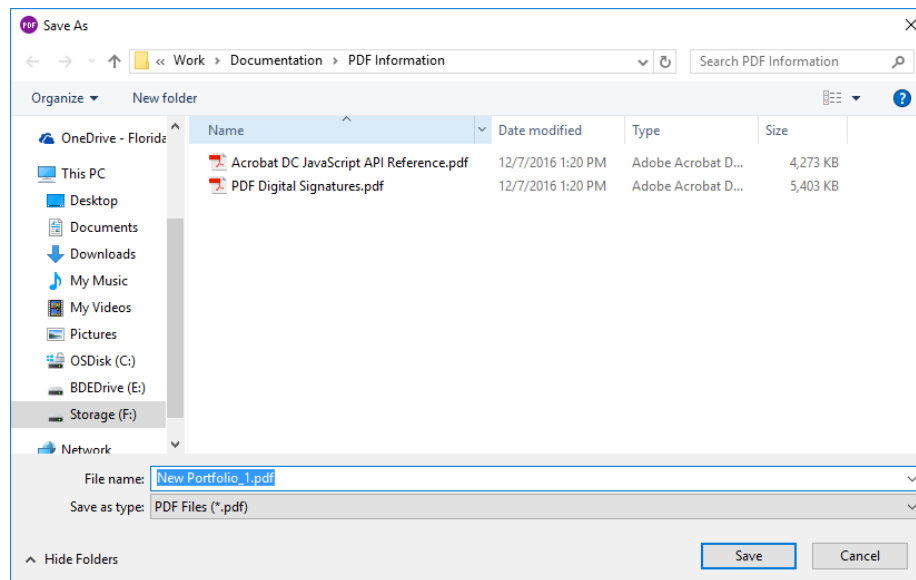 PDF Save As
« Work > Documentation > PDF Information
Search PDF Information
Organize New folder
?
OneDrive - Florida
This PC
Desktop
Documents
Downloads
My Music
My Videos
Pictures
OSDisk (C:)
BDEDrive (E:)
Storage (F:)
Network
Name Date modified Type Size
Acrobat DC JavaScript API Reference.pdf 12/7/2016 1:20 PM Adobe Acrobat D... 4,273 KB
PDF Digital Signatures.pdf 12/7/2016 1:20 PM Adobe Acrobat D... 5,403 KB
File name: New Portfolio_1.pdf
Save as type: PDF Files (*.pdf)
Hide Folders Save Cancel